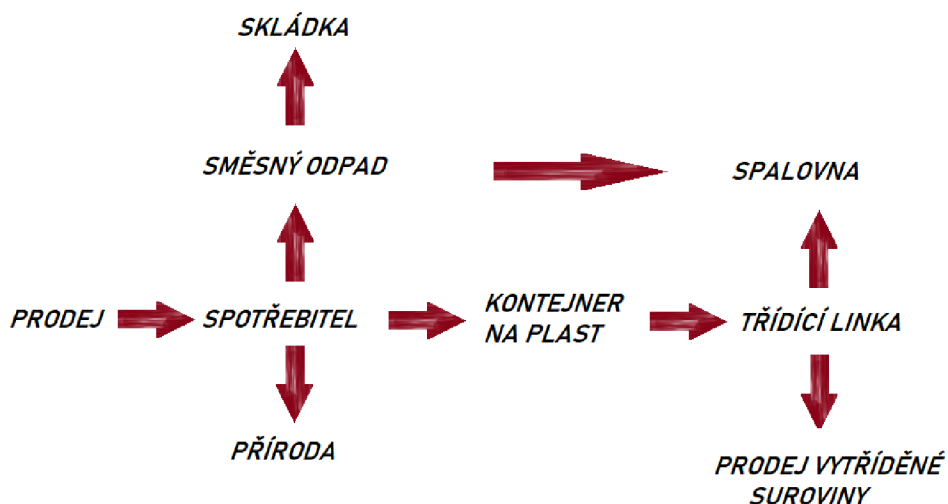 SKLÁDKA
SMĚSNÝ ODPAD
SPALOVNA
PRODEJ
SPOTŘEBITEL
KONTEJNER
NA PLAST
TŘÍDÍCÍ LINKA
PŘÍRODA
PRODEJ VYTŘÍDĚNÉ
SUROVINY